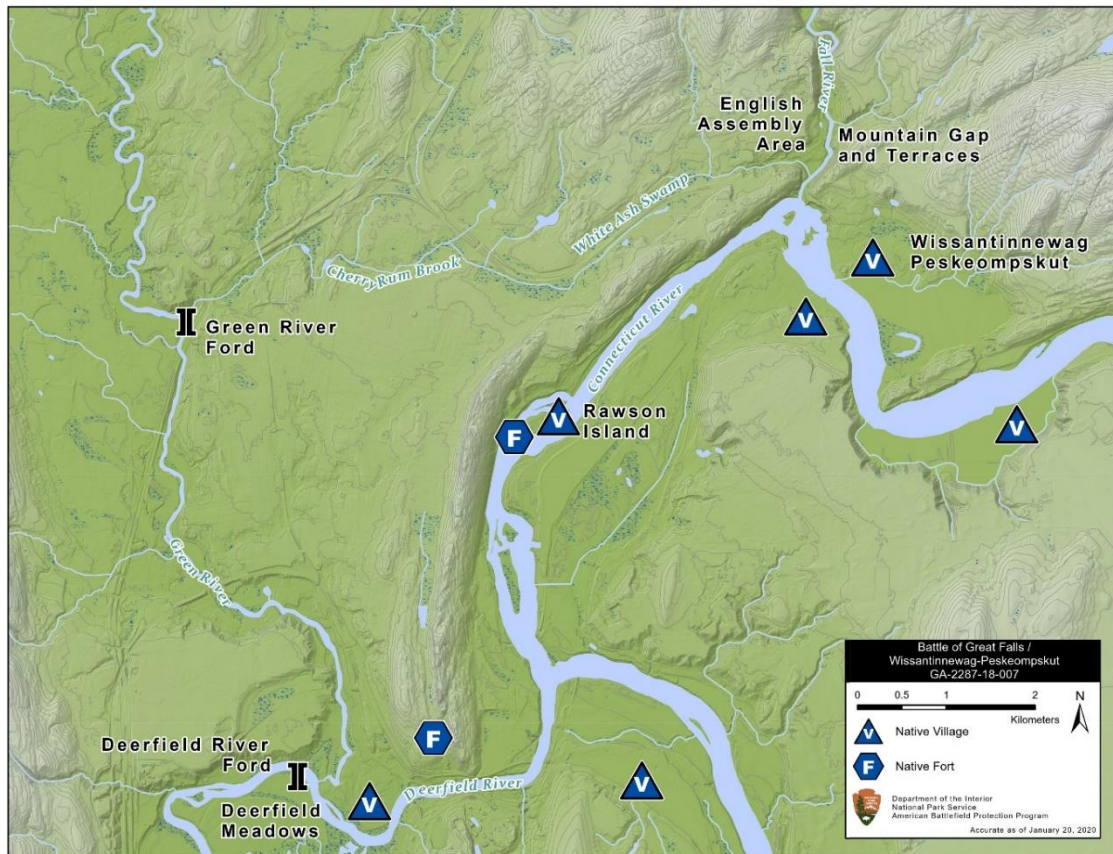 Fall River
English
Assembly
Area
Mountain Gap
and Terraces
White Ash Swamp
Wissantinnewag
Peskeompskut
V
Cherry Rum Brook
V
Green River
Ford
Connecticut River
V
Rawson
Island
F
V
Green River
F
Deerfield River
Ford
Deerfield
Meadows
V
Deerfield River
V
Battle of Great Falls /
Wissantinnewag-Peskeompskut
GA-2287-18-007
0 0.5 1 2
Kilometers
N
V Native Village
F Native Fort
Department of the Interior
National Park Service
American Battlefield Protection Program
Accurate as of January 20, 2020